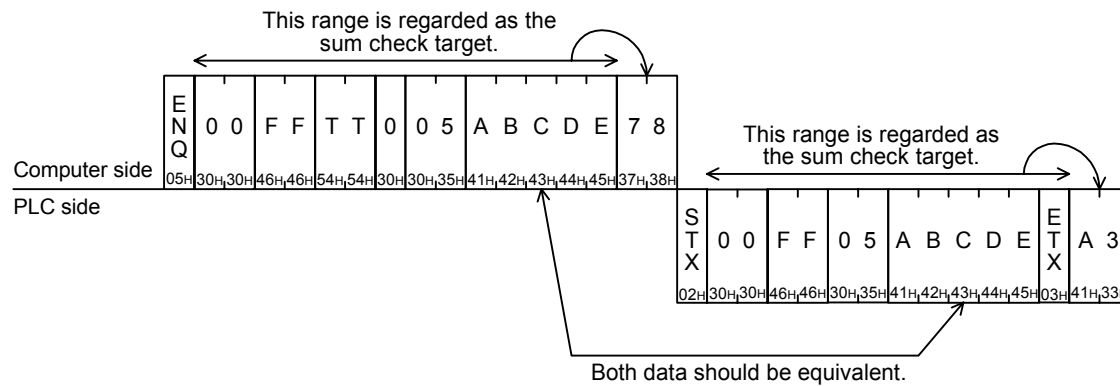 This range is regarded as the
sum check target.
ENQ 0 0 F F T T 0 0 5 A B C D E 7 8
Computer side 05H 30H 30H 46H 46H 54H 54H 30H 30H 35H 41H 42H 43H 44H 45H 37H 38H
PLC side
This range is regarded as
the sum check target.
STX 0 0 F F 0 5 A B C D E ETX A 3
02H 30H 30H 46H 46H 30H 35H 41H 42H 43H 44H 45H 03H 41H 33H
Both data should be equivalent.